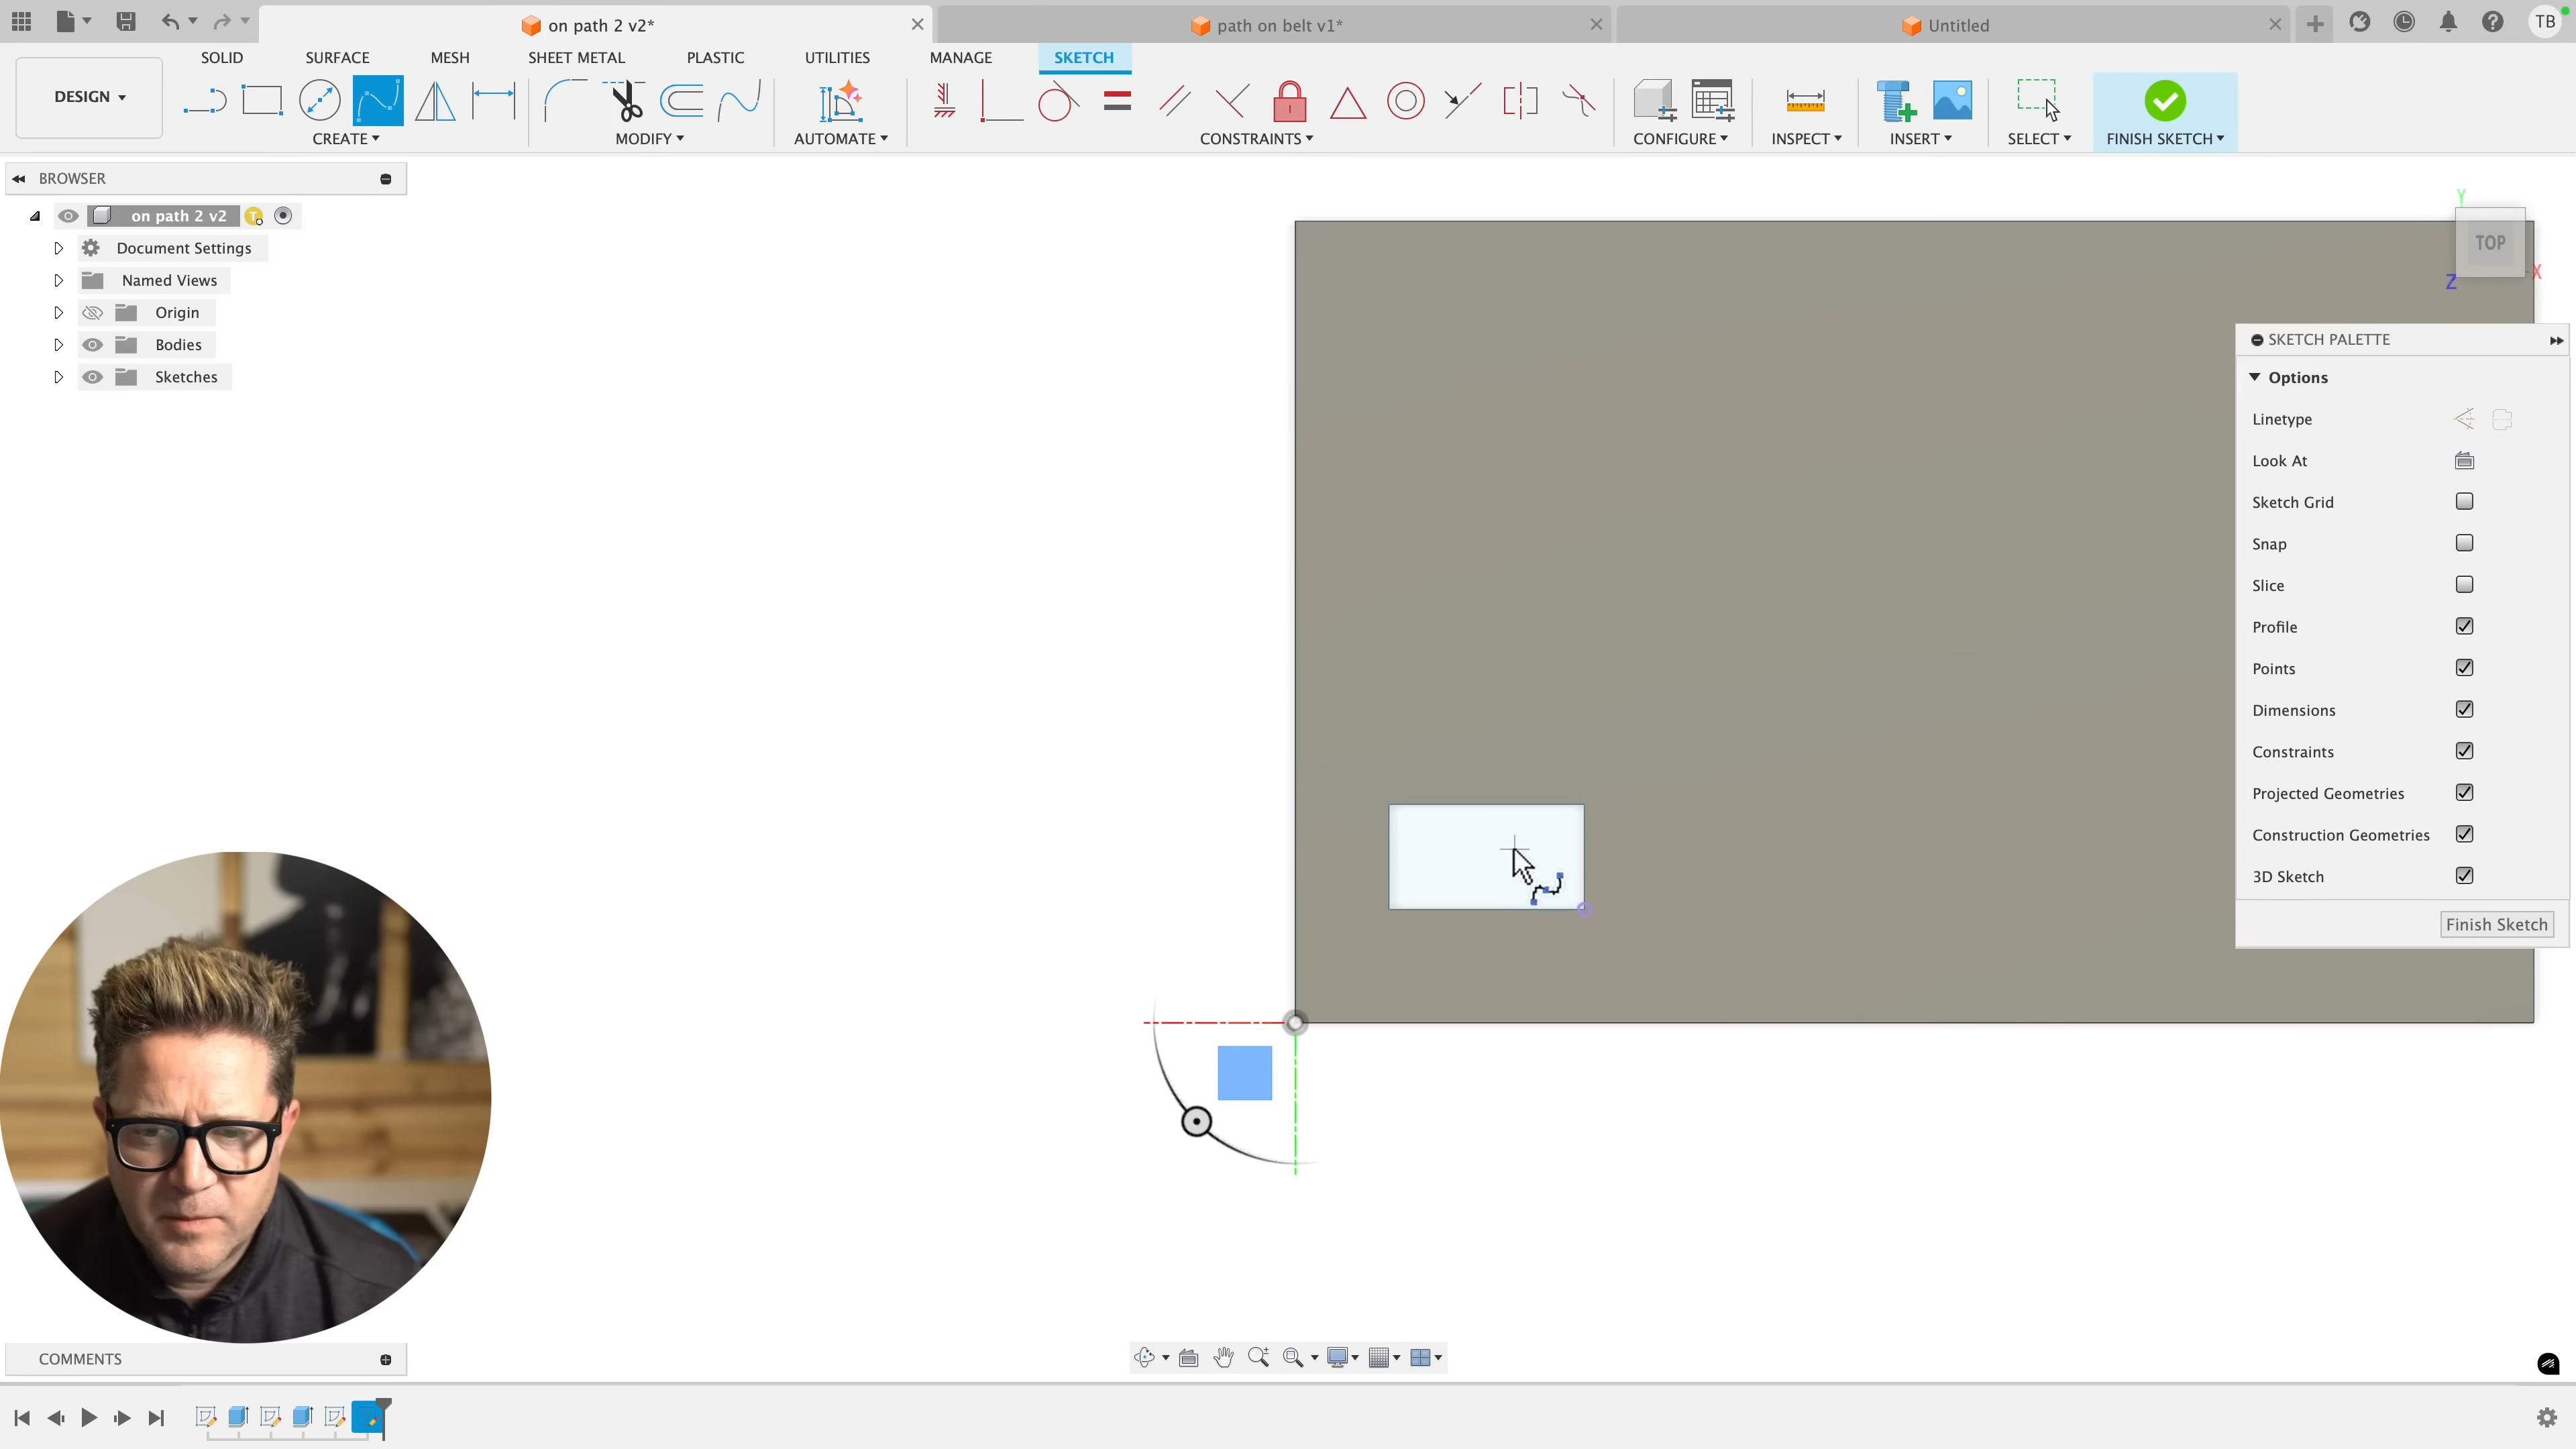 on path 2 v2*
path on belt v1*
Untitled
TB
SOLID
SURFACE
MESH
SHEET METAL
PLASTIC
UTILITIES
MANAGE
SKETCH
DESIGN
CREATE
MODIFY
AUTOMATE
CONSTRAINTS
CONFIGURE
INSPECT
INSERT
SELECT
FINISH SKETCH
BROWSER
on path 2 v2
Document Settings
Named Views
Origin
Bodies
Sketches
Y
TOP
X
Z
SKETCH PALETTE
Options
Linetype
Look At
Sketch Grid
Snap
Slice
Profile
Points
Dimensions
Constraints
Projected Geometries
Construction Geometries
3D Sketch
Finish Sketch
COMMENTS